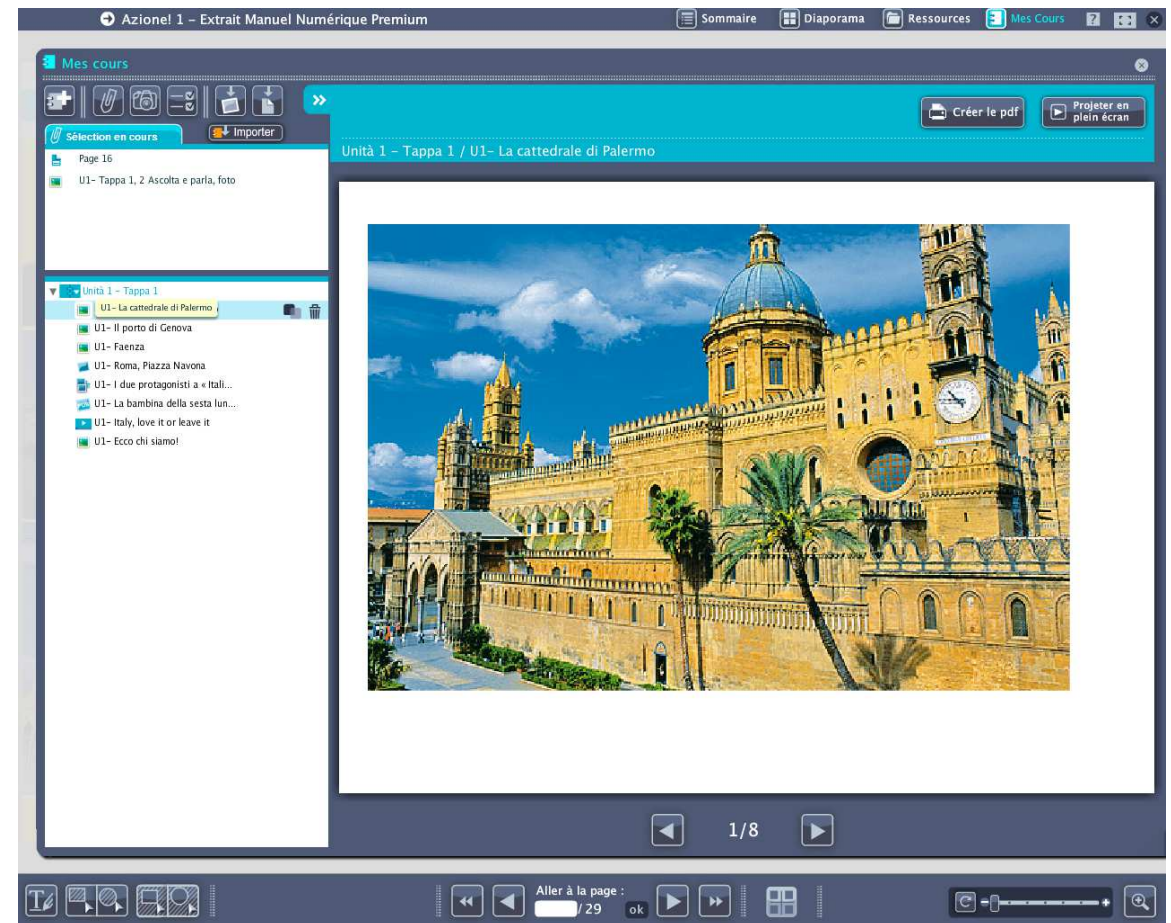 Azione! 1 – Extrait Manuel Numérique Premium
Sommaire
Diaporama
Ressources
Mes Cours
?
Mes cours
Sélection en cours
Importer
Créer le pdf
Projeter en
plein écran
Page 16
U1– Tappa 1, 2 Ascolta e parla, foto
Unità 1 – Tappa 1 / U1– La cattedrale di Palermo
Unità 1 – Tappa 1
U1– La cattedrale di Palermo
U1– Il porto di Genova
U1– Faenza
U1– Roma, Piazza Navona
U1– I due protagonisti a « Itali...
U1– La bambina della sesta lun...
U1– Italy, love it or leave it
U1– Ecco chi siamo!
1/8
Aller à la page :
/ 29
ok